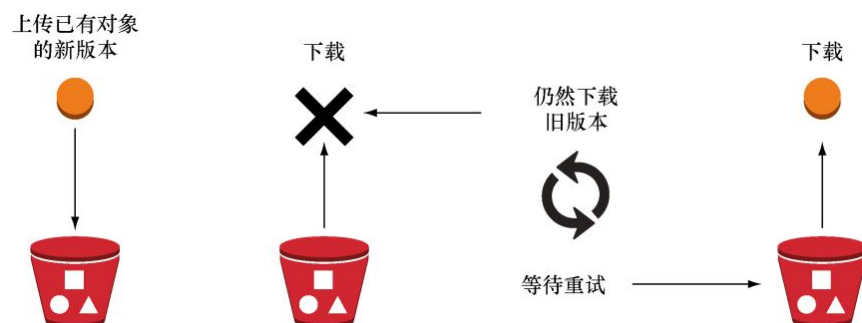 上传已有对象
的新版本
下载
仍然下载
旧版本
等待重试
下载